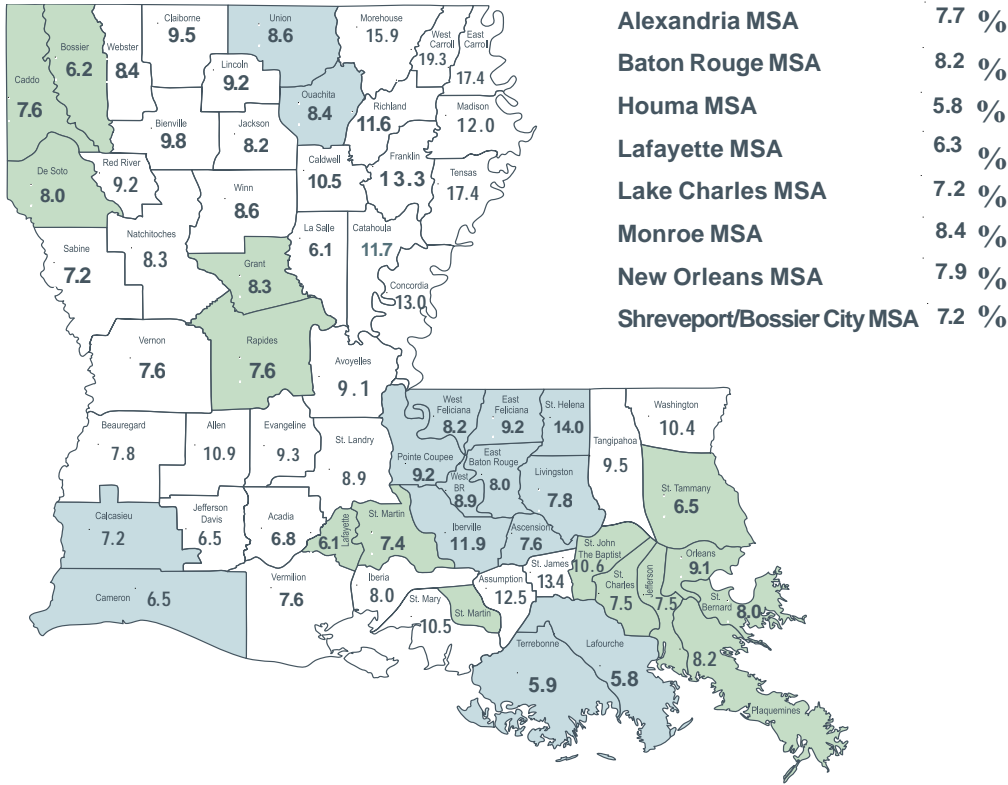 Claiborne
9.5
Union
8.6
Morehouse
15.9
West
Carroll
19.3
East
Carroll
17.4
Bossier
6.2
Webster
8.4
Caddo
7.6
Lincoln
9.2
Ouachita
8.4
Richland
11.6
Madison
12.0
Bienville
9.8
Jackson
8.2
De Soto
8.0
Red River
9.2
Caldwell
10.5
Franklin
13.3
Tensas
17.4
Winn
8.6
Natchitoches
8.3
Sabine
7.2
La Salle
6.1
Catahoula
11.7
Grant
8.3
Concordia
13.0
Vernon
7.6
Rapides
7.6
Avoyelles
9.1
Beauregard
7.8
Allen
10.9
Evangeline
9.3
St. Landry
8.9
Pointe Coupee
9.2
West
Feliciana
8.2
East
Feliciana
9.2
St. Helena
14.0
Tangipahoa
9.5
Washington
10.4
West
BR
8.9
East
Baton Rouge
8.0
Livingston
7.8
St. Tammany
6.5
Calcasieu
7.2
Jefferson
Davis
6.5
Acadia
6.8
Lafayette
6.1
St. Martin
7.4
Iberville
11.9
Ascension
7.6
St. John
The Baptist
10.6
Orleans
9.1
Cameron
6.5
Vermilion
7.6
Iberia
8.0
St. Mary
10.5
St. Martin
Assumption
12.5
St. James
13.4
St.
Charles
7.5
Jefferson
7.5
St.
Bernard
8.0
Terrebonne
5.9
Lafourche
5.8
8.2
Plaquemines
Alexandria MSA 7.7 %
Baton Rouge MSA 8.2 %
Houma MSA 5.8 %
Lafayette MSA 6.3 %
Lake Charles MSA 7.2 %
Monroe MSA 8.4 %
New Orleans MSA 7.9 %
Shreveport/Bossier City MSA 7.2 %